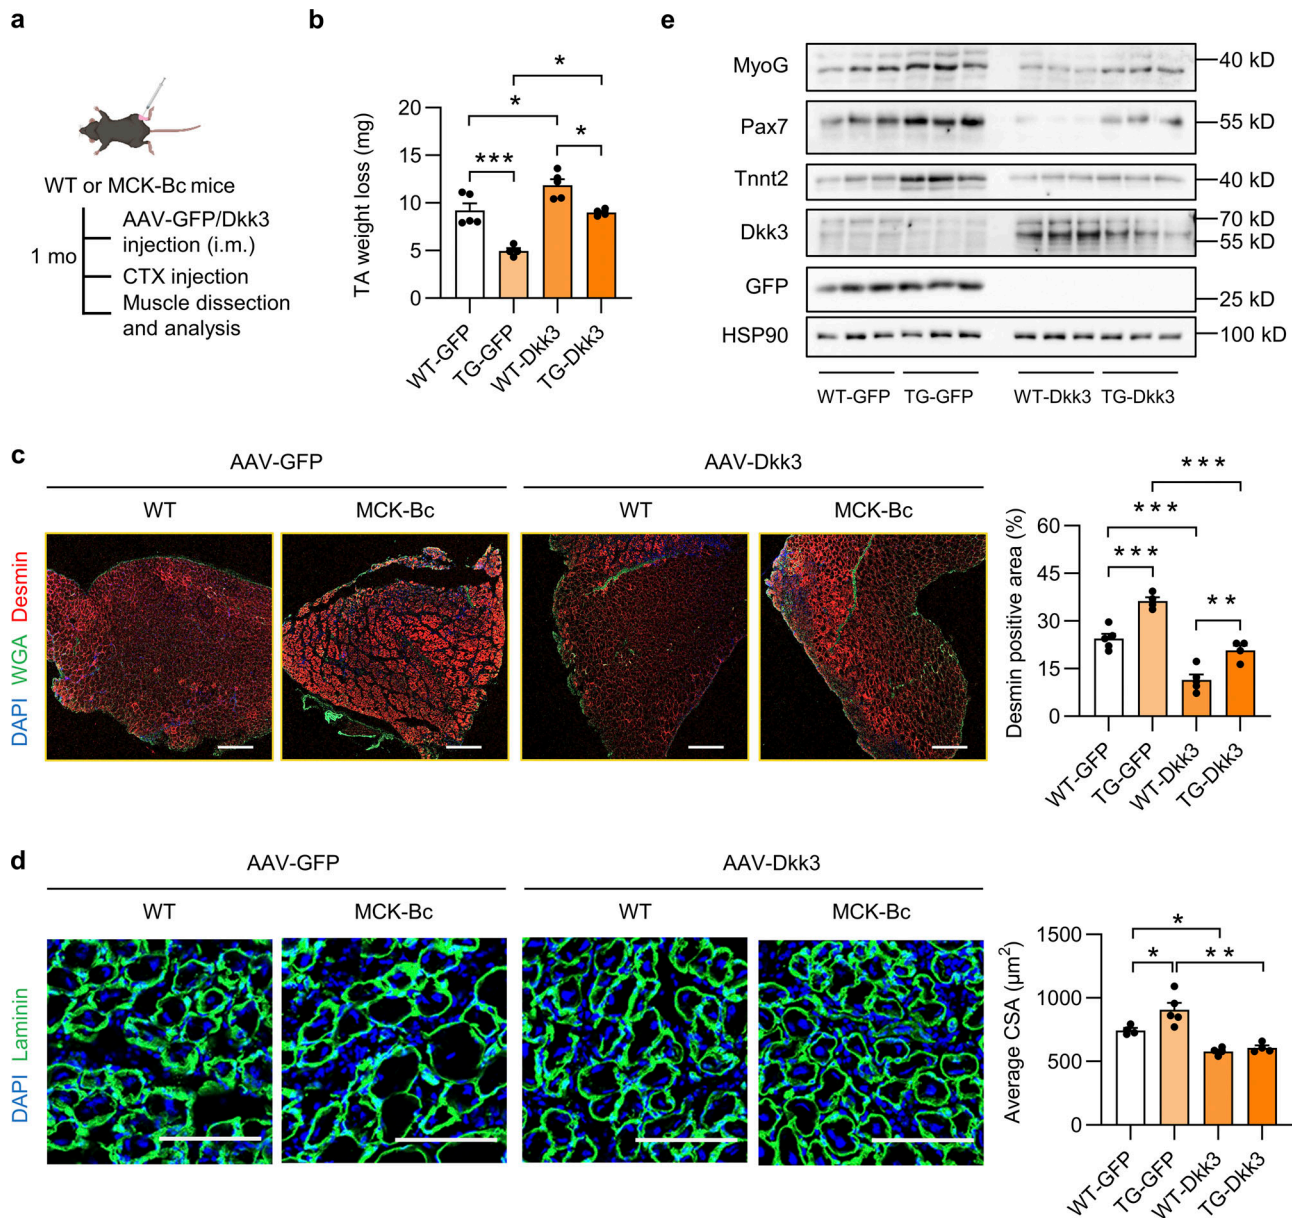 a
WT or MCK-Bc mice
1 mo
AAV-GFP/Dkk3
injection (i.m.)
CTX injection
Muscle dissection
and analysis
b
TA weight loss (mg)
20
15
10
5
0
*
*
*
***
WT-GFP
TG-GFP
WT-Dkk3
TG-Dkk3
e
MyoG
Pax7
Tnnt2
Dkk3
GFP
HSP90
40 kD
55 kD
40 kD
70 kD
55 kD
25 kD
100 kD
WT-GFP
TG-GFP
WT-Dkk3
TG-Dkk3
c
AAV-GFP
AAV-Dkk3
WT
MCK-Bc
WT
MCK-Bc
DAPI WGA Desmin
Desmin positive area (%)
60
45
30
15
0
***
***
***
**
WT-GFP
TG-GFP
WT-Dkk3
TG-Dkk3
d
AAV-GFP
AAV-Dkk3
WT
MCK-Bc
WT
MCK-Bc
DAPI Laminin
Average CSA (µm²)
1500
1000
500
0
*
*
**
WT-GFP
TG-GFP
WT-Dkk3
TG-Dkk3